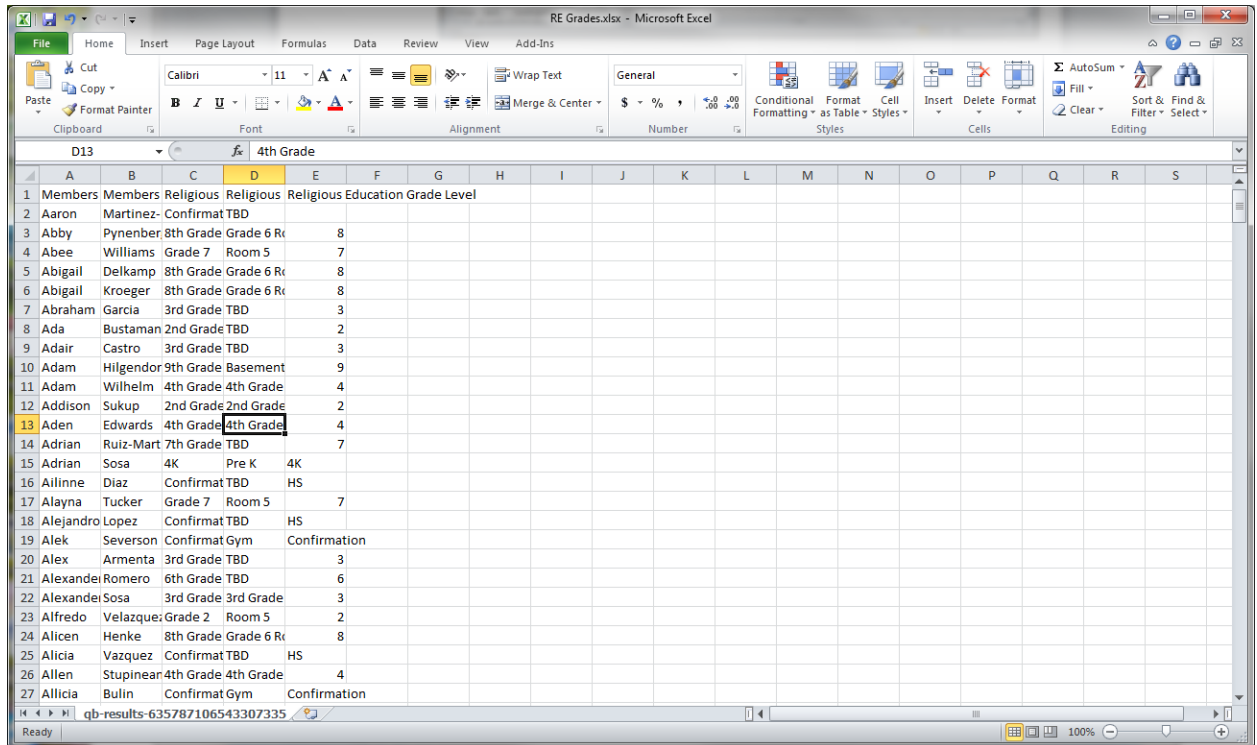 RE Grades.xlsx - Microsoft Excel
File Home Insert Page Layout Formulas Data Review View Add-Ins
Cut Calibri 11 Wrap Text General Σ AutoSum
Copy Fill
Paste Format Painter B I U Merge & Center $ % , .00 Conditional Formatting Format as Table Cell Styles Insert Delete Format Clear Sort & Filter Find & Select
Clipboard Font Alignment Number Styles Cells Editing
D13 fx 4th Grade
A B C D E F G H I J K L M N O P Q R S
1 Members Members Religious Religious Religious Education Grade Level
2 Aaron Martinez- Confirmat TBD
3 Abby Pynenber 8th Grade Grade 6 Ro 8
4 Abee Williams Grade 7 Room 5 7
5 Abigail Delkamp 8th Grade Grade 6 Ro 8
6 Abigail Kroeger 8th Grade Grade 6 Ro 8
7 Abraham Garcia 3rd Grade TBD 3
8 Ada Bustaman 2nd Grade TBD 2
9 Adair Castro 3rd Grade TBD 3
10 Adam Hilgendor 9th Grade Basement 9
11 Adam Wilhelm 4th Grade 4th Grade 4
12 Addison Sukup 2nd Grade 2nd Grade 2
13 Aden Edwards 4th Grade 4th Grade 4
14 Adrian Ruiz-Mart 7th Grade TBD 7
15 Adrian Sosa 4K Pre K 4K
16 Ailinne Diaz Confirmat TBD HS
17 Alayna Tucker Grade 7 Room 5 7
18 Alejandro Lopez Confirmat TBD HS
19 Alek Severson Confirmat Gym Confirmation
20 Alex Armenta 3rd Grade TBD 3
21 Alexander Romero 6th Grade TBD 6
22 Alexander Sosa 3rd Grade 3rd Grade 3
23 Alfredo Velazquez Grade 2 Room 5 2
24 Alicen Henke 8th Grade Grade 6 Ro 8
25 Alicia Vazquez Confirmat TBD HS
26 Allen Stupinear 4th Grade 4th Grade 4
27 Allicia Bulin Confirmat Gym Confirmation
qb-results-635787106543307335
Ready 100%